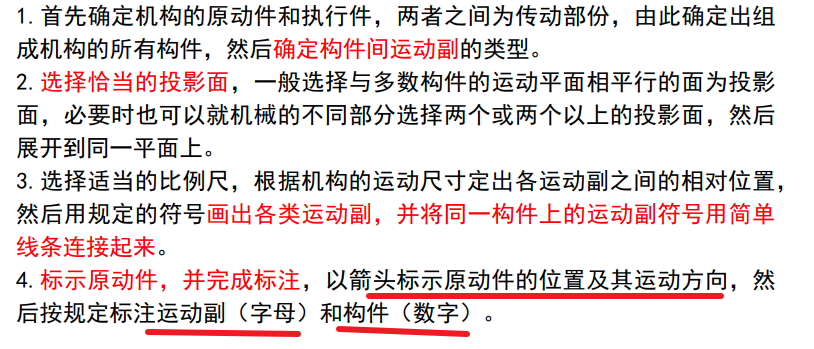 1.首先确定机构的原动件和执行件，两者之间为传动部份，由此确定出组
成机构的所有构件，然后确定构件间运动副的类型。
2.选择恰当的投影面，一般选择与多数构件的运动平面相平行的面为投影
面，必要时也可以就机械的不同部分选择两个或两个以上的投影面，然后
展开到同一平面上。
3.选择适当的比例尺，根据机构的运动尺寸定出各运动副之间的相对位置，
然后用规定的符号画出各类运动副，并将同一构件上的运动副符号用简单
线条连接起来。
4.标示原动件，并完成标注，以箭头标示原动件的位置及其运动方向，然
后按规定标注运动副（字母）和构件（数字）。